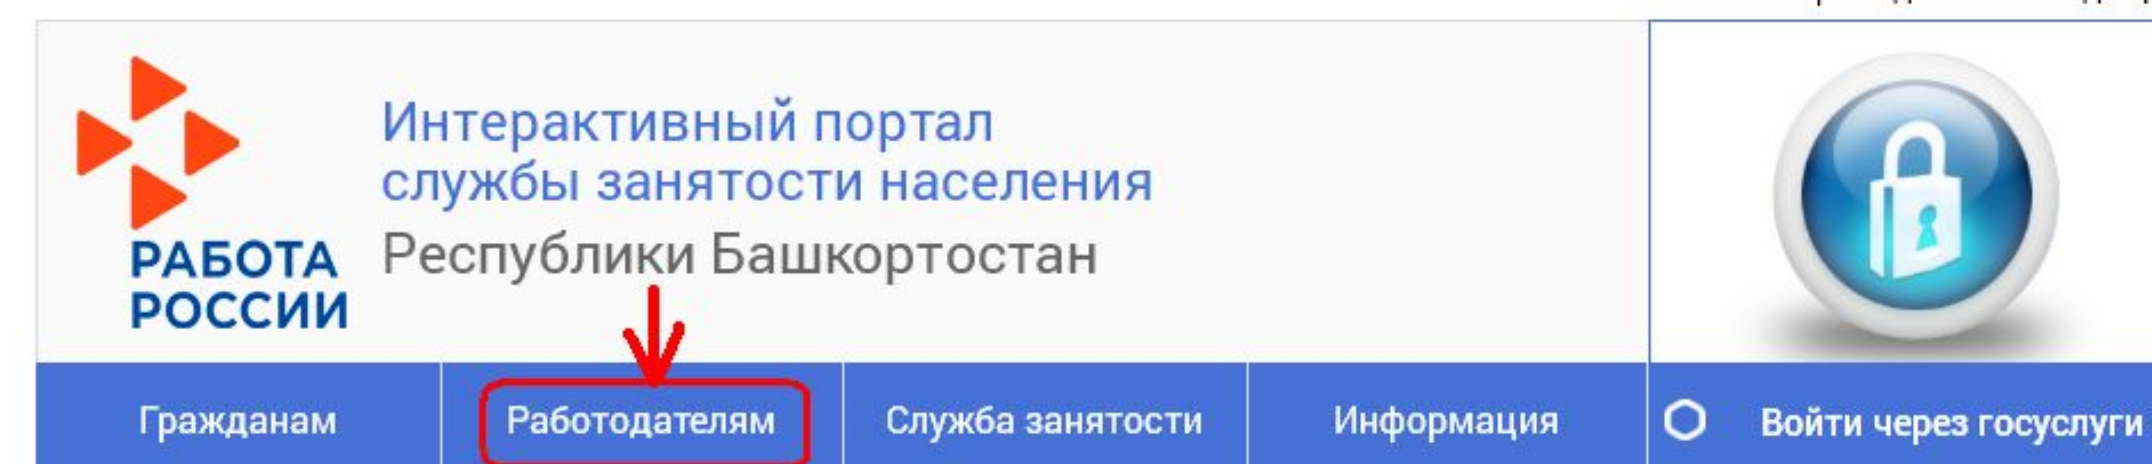 Интерактивный портал
службы занятости населения
Республики Башкортостан
РАБОТА
РОССИИ
Гражданам
Работодателям
Служба занятости
Информация
Войти через госуслуги